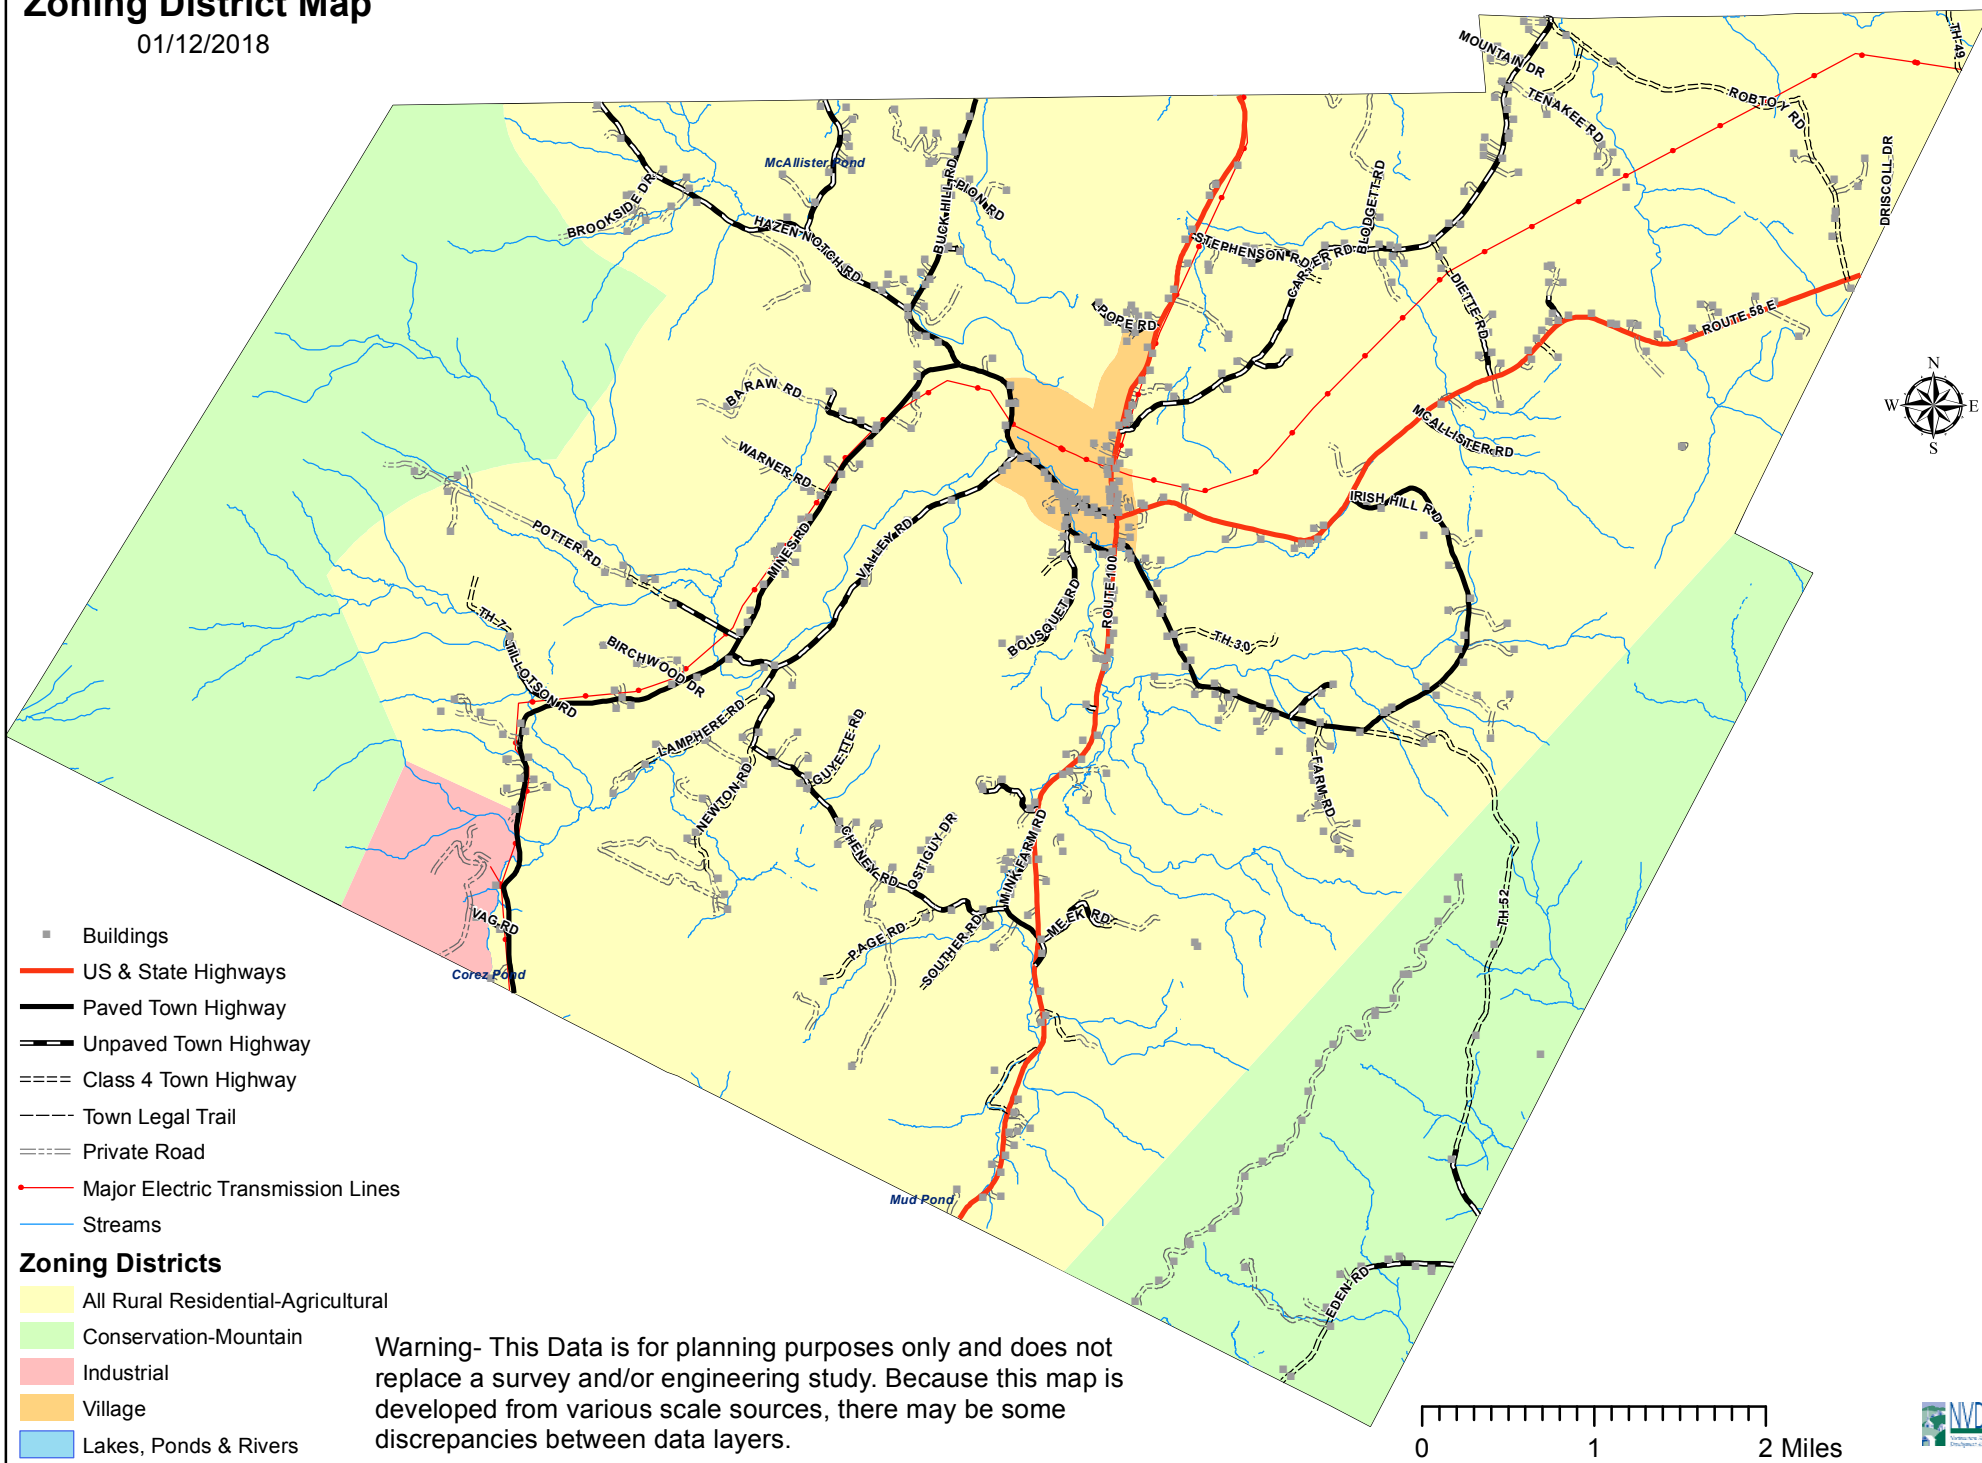 Zoning District Map
01/12/2018
MOUNTAIN DR
TENAKEE RD
ROBTOY RD
TH-49
DRISCOLL DR
McAllister Pond
BROOKSIDE DR
HAZEN NOTCH RD
BUCK HILL RD
PION RD
STEPHENSON RD
CARTER RD
BLODGETT RD
DIETTE RD
POPE RD
ROUTE 58 E
N
W
E
S
BARAW RD
WARNER RD
MCALLISTER RD
IRISH HILL RD
POTTER RD
MINES RD
VALLEY RD
BOUSQUET RD
ROUTE 100
TH-30
TH-7
TILLOTSON RD
BIRCHWOOD DR
LAMPHERE RD
NEWTON RD
GUYETTE RD
FARM RD
CHENEY RD
OSTIGUY DR
MINK FARM RD
MEEK RD
PAGE RD
SOUTHER RD
TH-52
VAG RD
Corez Pond
Mud Pond
EDEN RD
Buildings
US & State Highways
Paved Town Highway
Unpaved Town Highway
Class 4 Town Highway
Town Legal Trail
Private Road
Major Electric Transmission Lines
Streams
Zoning Districts
All Rural Residential-Agricultural
Conservation-Mountain
Industrial
Village
Lakes, Ponds & Rivers
Warning- This Data is for planning purposes only and does not
replace a survey and/or engineering study. Because this map is
developed from various scale sources, there may be some
discrepancies between data layers.
0
1
2 Miles